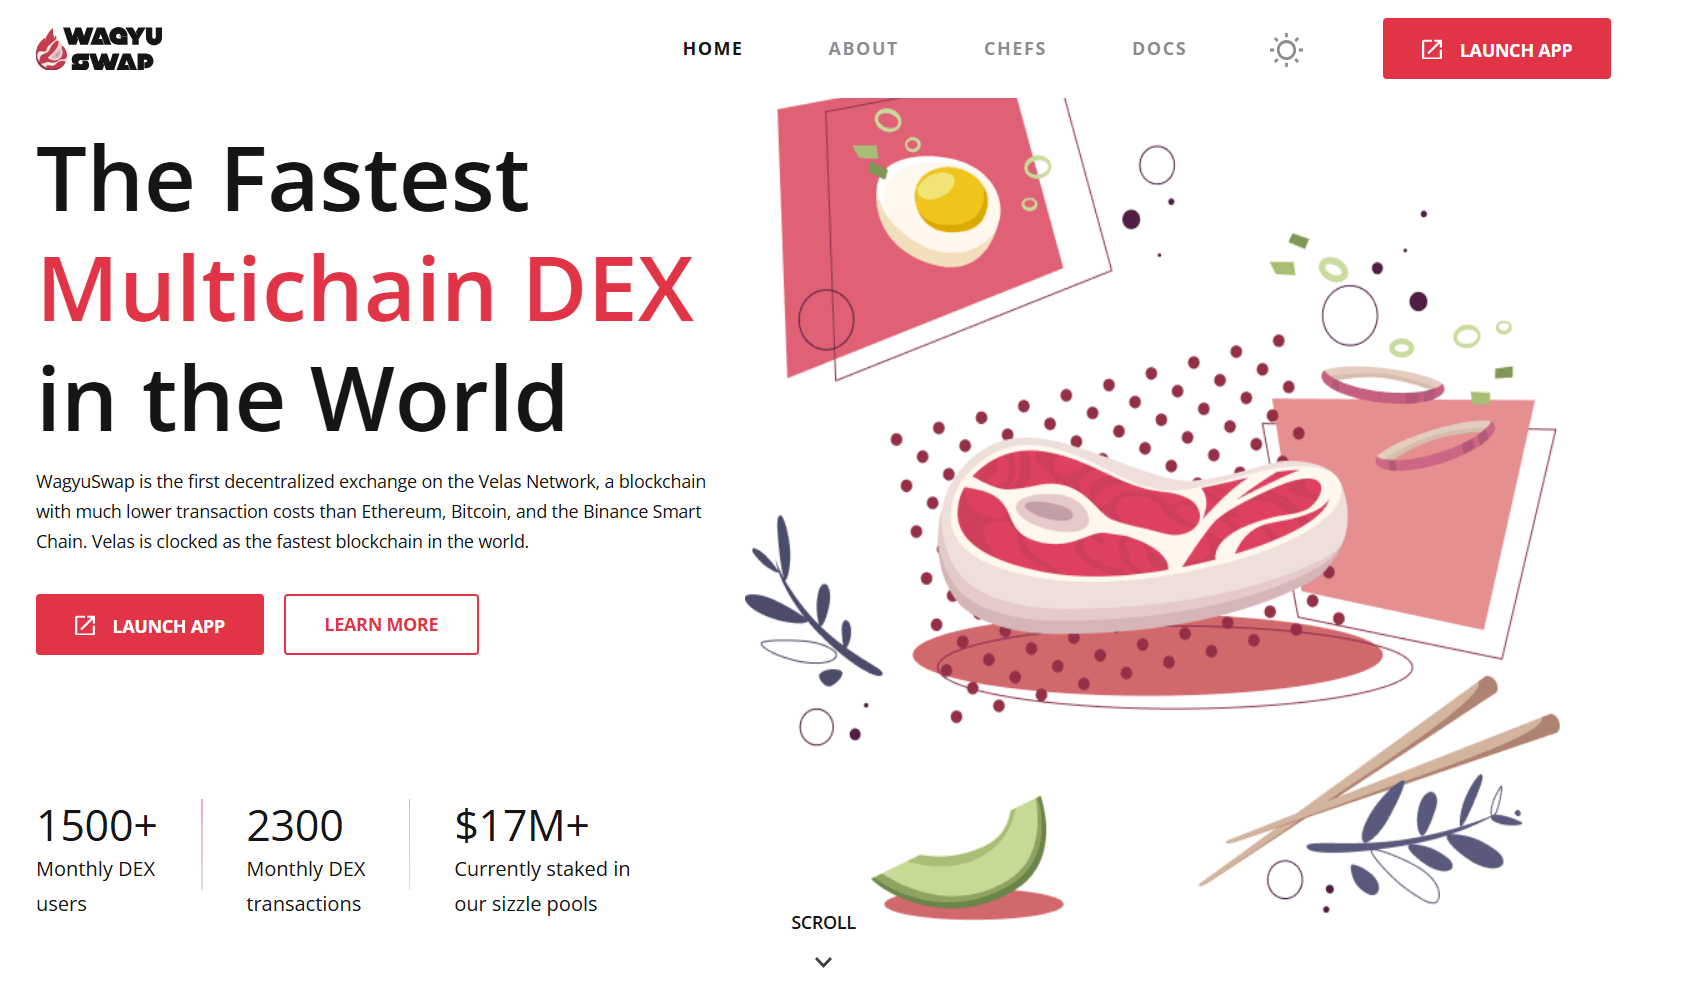 WAGYU
SWAP
HOME
ABOUT
CHEFS
DOCS
LAUNCH APP
The Fastest
Multichain DEX
in the World
WagyuSwap is the first decentralized exchange on the Velas Network, a blockchain
with much lower transaction costs than Ethereum, Bitcoin, and the Binance Smart
Chain. Velas is clocked as the fastest blockchain in the world.
LAUNCH APP
LEARN MORE
1500+
Monthly DEX
users
2300
Monthly DEX
transactions
$17M+
Currently staked in
our sizzle pools
SCROLL